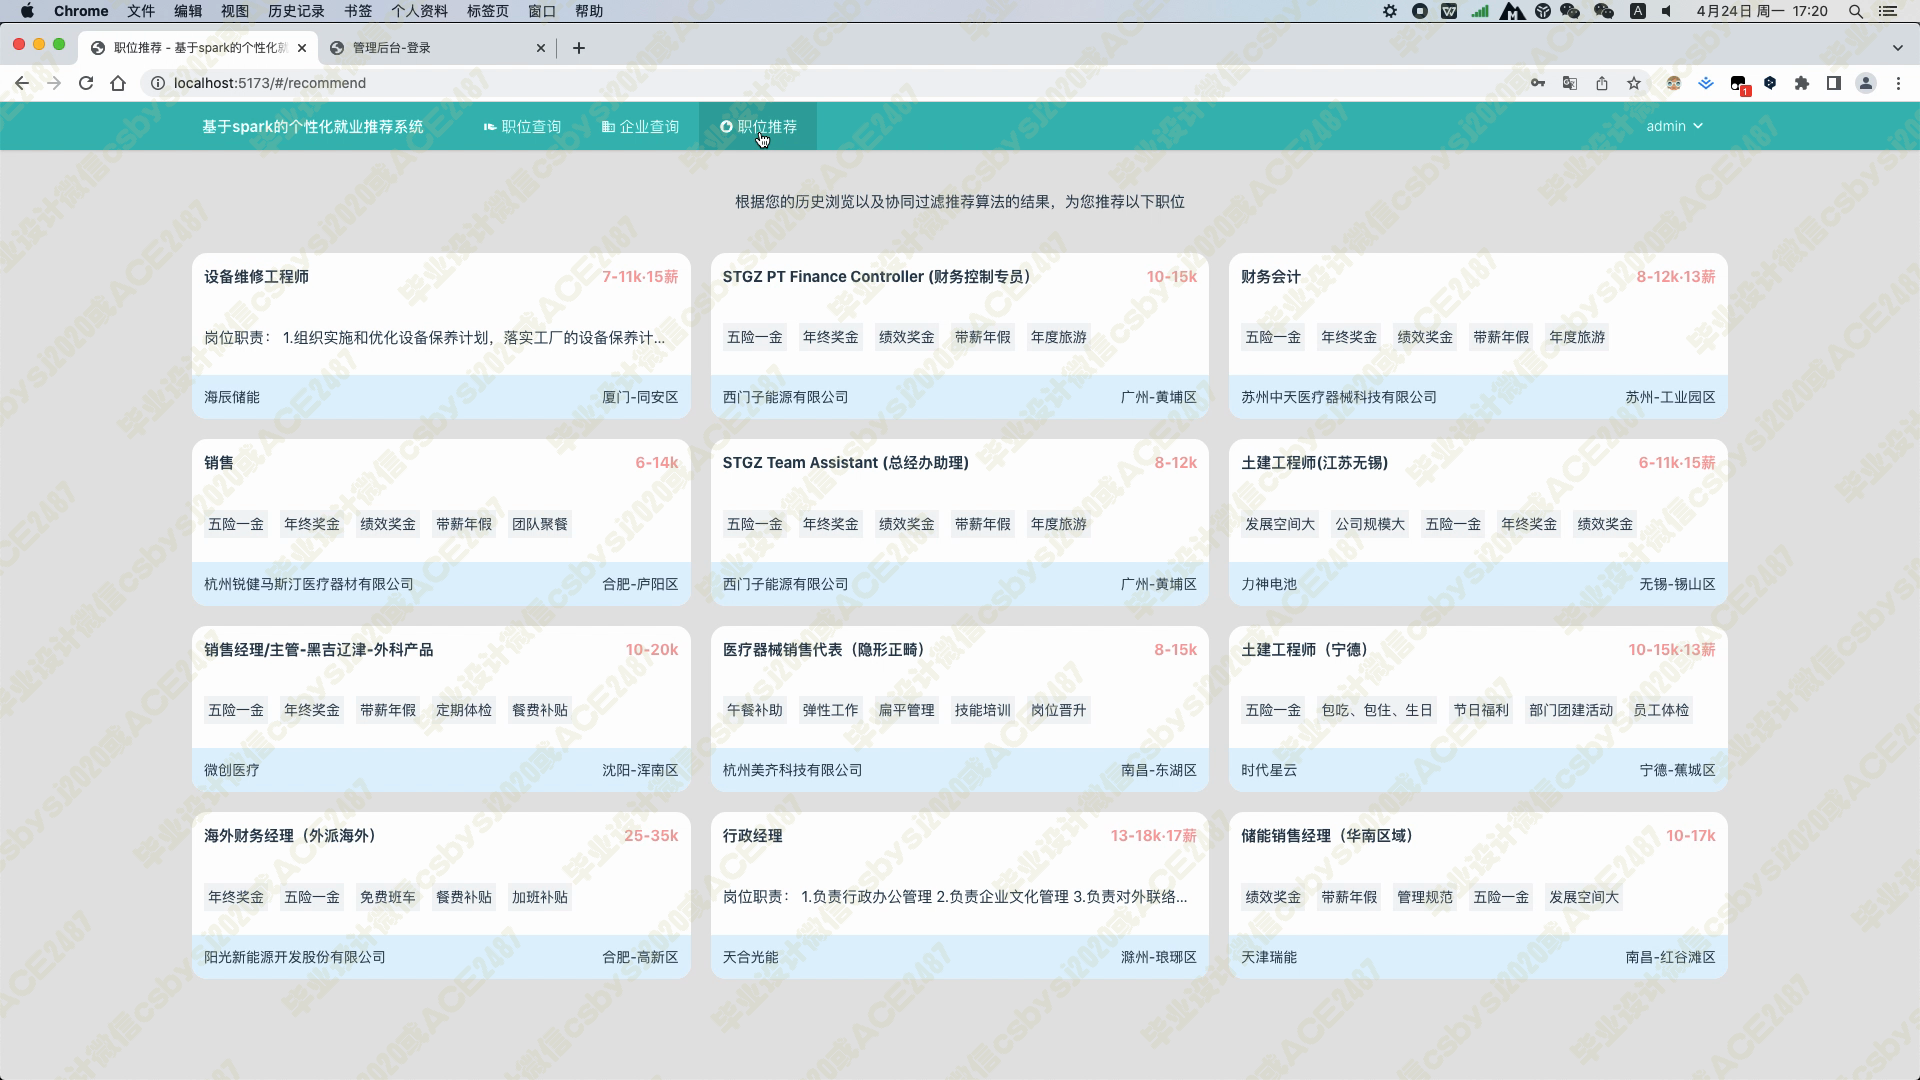 Chrome 文件 编辑 视图 历史记录 书签 个人资料 标签页 窗口 帮助 4月24日 周一 17:20
职位推荐 - 基于spark的个性化就 管理后台-登录
localhost:5173/#/recommend
基于spark的个性化就业推荐系统 职位查询 企业查询 职位推荐 admin
根据您的历史浏览以及协同过滤推荐算法的结果，为您推荐以下职位
设备维修工程师 7-11k·15薪
岗位职责： 1.组织实施和优化设备保养计划，落实工厂的设备保养计...
海辰储能 厦门-同安区
STGZ PT Finance Controller (财务控制专员） 10-15k
五险一金 年终奖金 绩效奖金 带薪年假 年度旅游
西门子能源有限公司 广州-黄埔区
财务会计 8-12k·13薪
五险一金 年终奖金 绩效奖金 带薪年假 年度旅游
苏州中天医疗器械科技有限公司 苏州-工业园区
销售 6-14k
五险一金 年终奖金 绩效奖金 带薪年假 团队聚餐
杭州锐健马斯汀医疗器材有限公司 合肥-庐阳区
STGZ Team Assistant (总经办助理) 8-12k
五险一金 年终奖金 绩效奖金 带薪年假 年度旅游
西门子能源有限公司 广州-黄埔区
土建工程师(江苏无锡) 6-11k·15薪
发展空间大 公司规模大 五险一金 年终奖金 绩效奖金
力神电池 无锡-锡山区
销售经理/主管-黑吉辽津-外科产品 10-20k
五险一金 年终奖金 带薪年假 定期体检 餐费补贴
微创医疗 沈阳-浑南区
医疗器械销售代表（隐形正畸） 8-15k
午餐补助 弹性工作 扁平管理 技能培训 岗位晋升
杭州美齐科技有限公司 南昌-东湖区
土建工程师（宁德） 10-15k·13薪
五险一金 包吃、包住、生日 节日福利 部门团建活动 员工体检
时代星云 宁德-蕉城区
海外财务经理（外派海外） 25-35k
年终奖金 五险一金 免费班车 餐费补贴 加班补贴
阳光新能源开发股份有限公司 合肥-高新区
行政经理 13-18k·17薪
岗位职责： 1.负责行政办公管理 2.负责企业文化管理 3.负责对外联络...
天合光能 滁州-琅琊区
储能销售经理（华南区域） 10-17k
绩效奖金 带薪年假 管理规范 五险一金 发展空间大
天津瑞能 南昌-红谷滩区
毕业设计微信csbysj2020或ACE2487